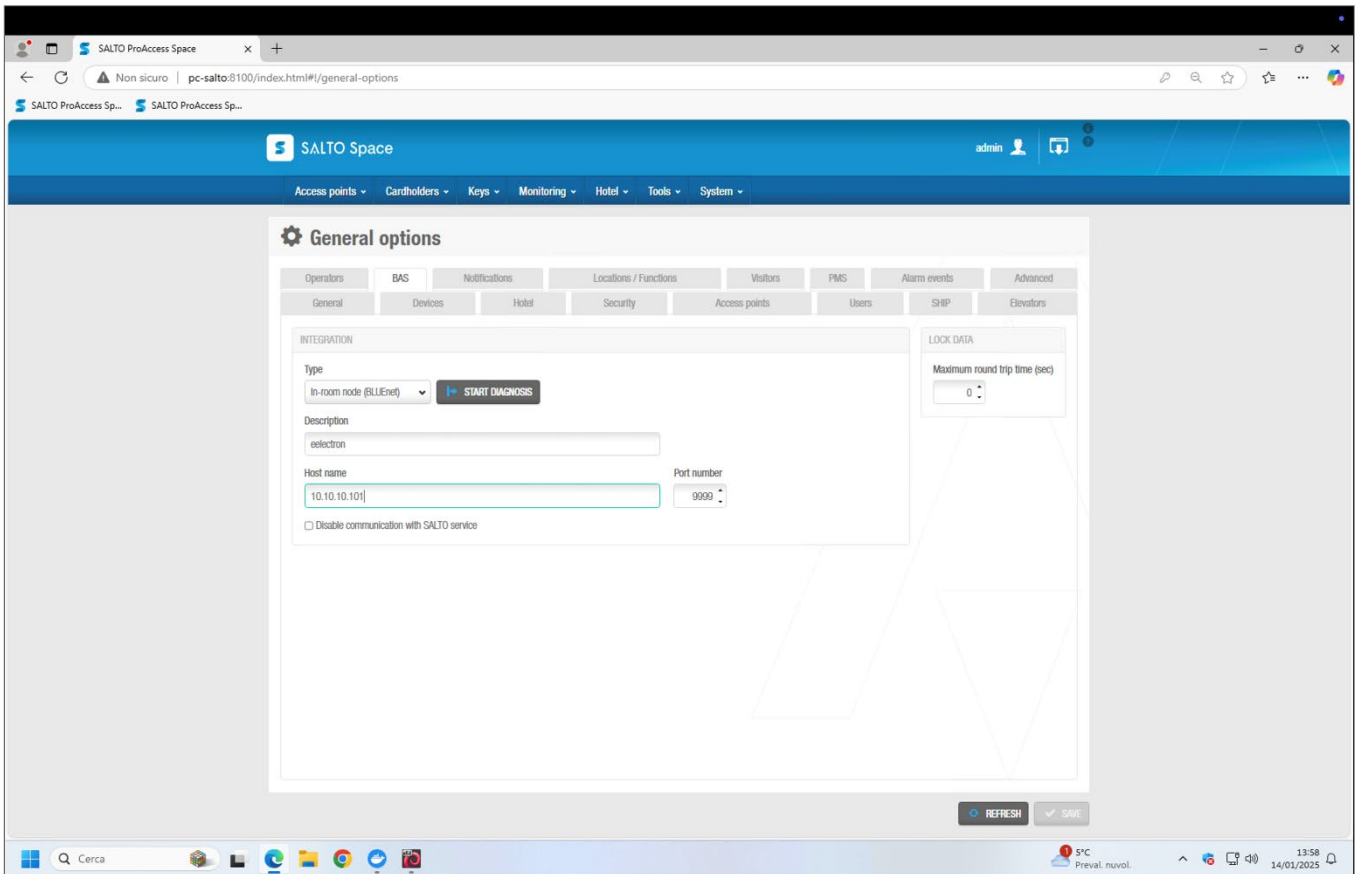 SALTO ProAccess Space
Non sicuro | pc-salto:8100/index.html#!/general-options
SALTO ProAccess Sp... SALTO ProAccess Sp...
SALTO Space
admin
Access points Cardholders Keys Monitoring Hotel Tools System
General options
Operators BAS Notifications Locations / Functions Visitors PMS Alarm events Advanced
General Devices Hotel Security Access points Users SHIP Elevators
INTEGRATION
LOCK DATA
Type
Maximum round trip time (sec)
In-room node (BLUEnet) START DIAGNOSIS
0
Description
eelectron
Host name Port number
10.10.10.101 9999
Disable communication with SALTO service
REFRESH SAVE
Cerca
1 5°C
Preval. nuvol.
13:58
14/01/2025